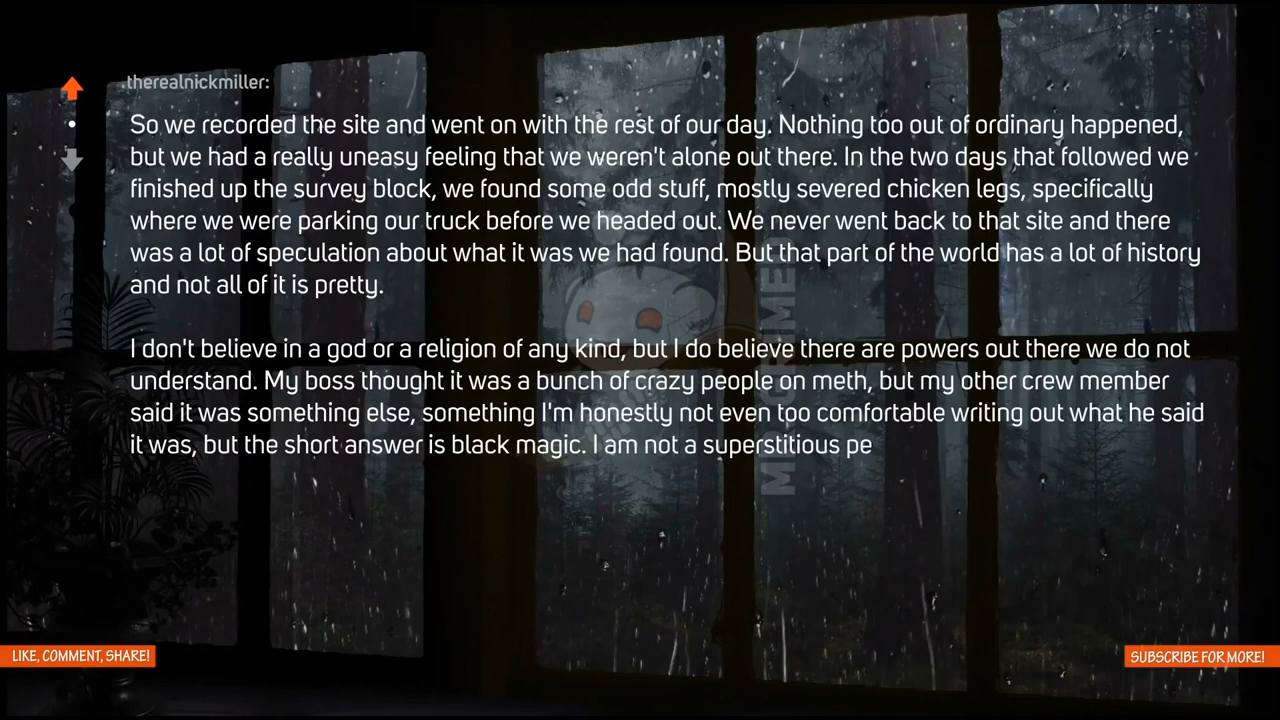 therealnickmiller:
So we recorded the site and went on with the rest of our day. Nothing too out of ordinary happened,
but we had a really uneasy feeling that we weren't alone out there. In the two days that followed we
finished up the survey block, we found some odd stuff, mostly severed chicken legs, specifically
where we were parking our truck before we headed out. We never went back to that site and there
was a lot of speculation about what it was we had found. But that part of the world has a lot of history
and not all of it is pretty.
I don't believe in a god or a religion of any kind, but I do believe there are powers out there we do not
understand. My boss thought it was a bunch of crazy people on meth, but my other crew member
said it was something else, something I'm honestly not even too comfortable writing out what he said
it was, but the short answer is black magic. I am not a superstitious pe
LIKE, COMMENT, SHARE!
SUBSCRIBE FOR MORE!